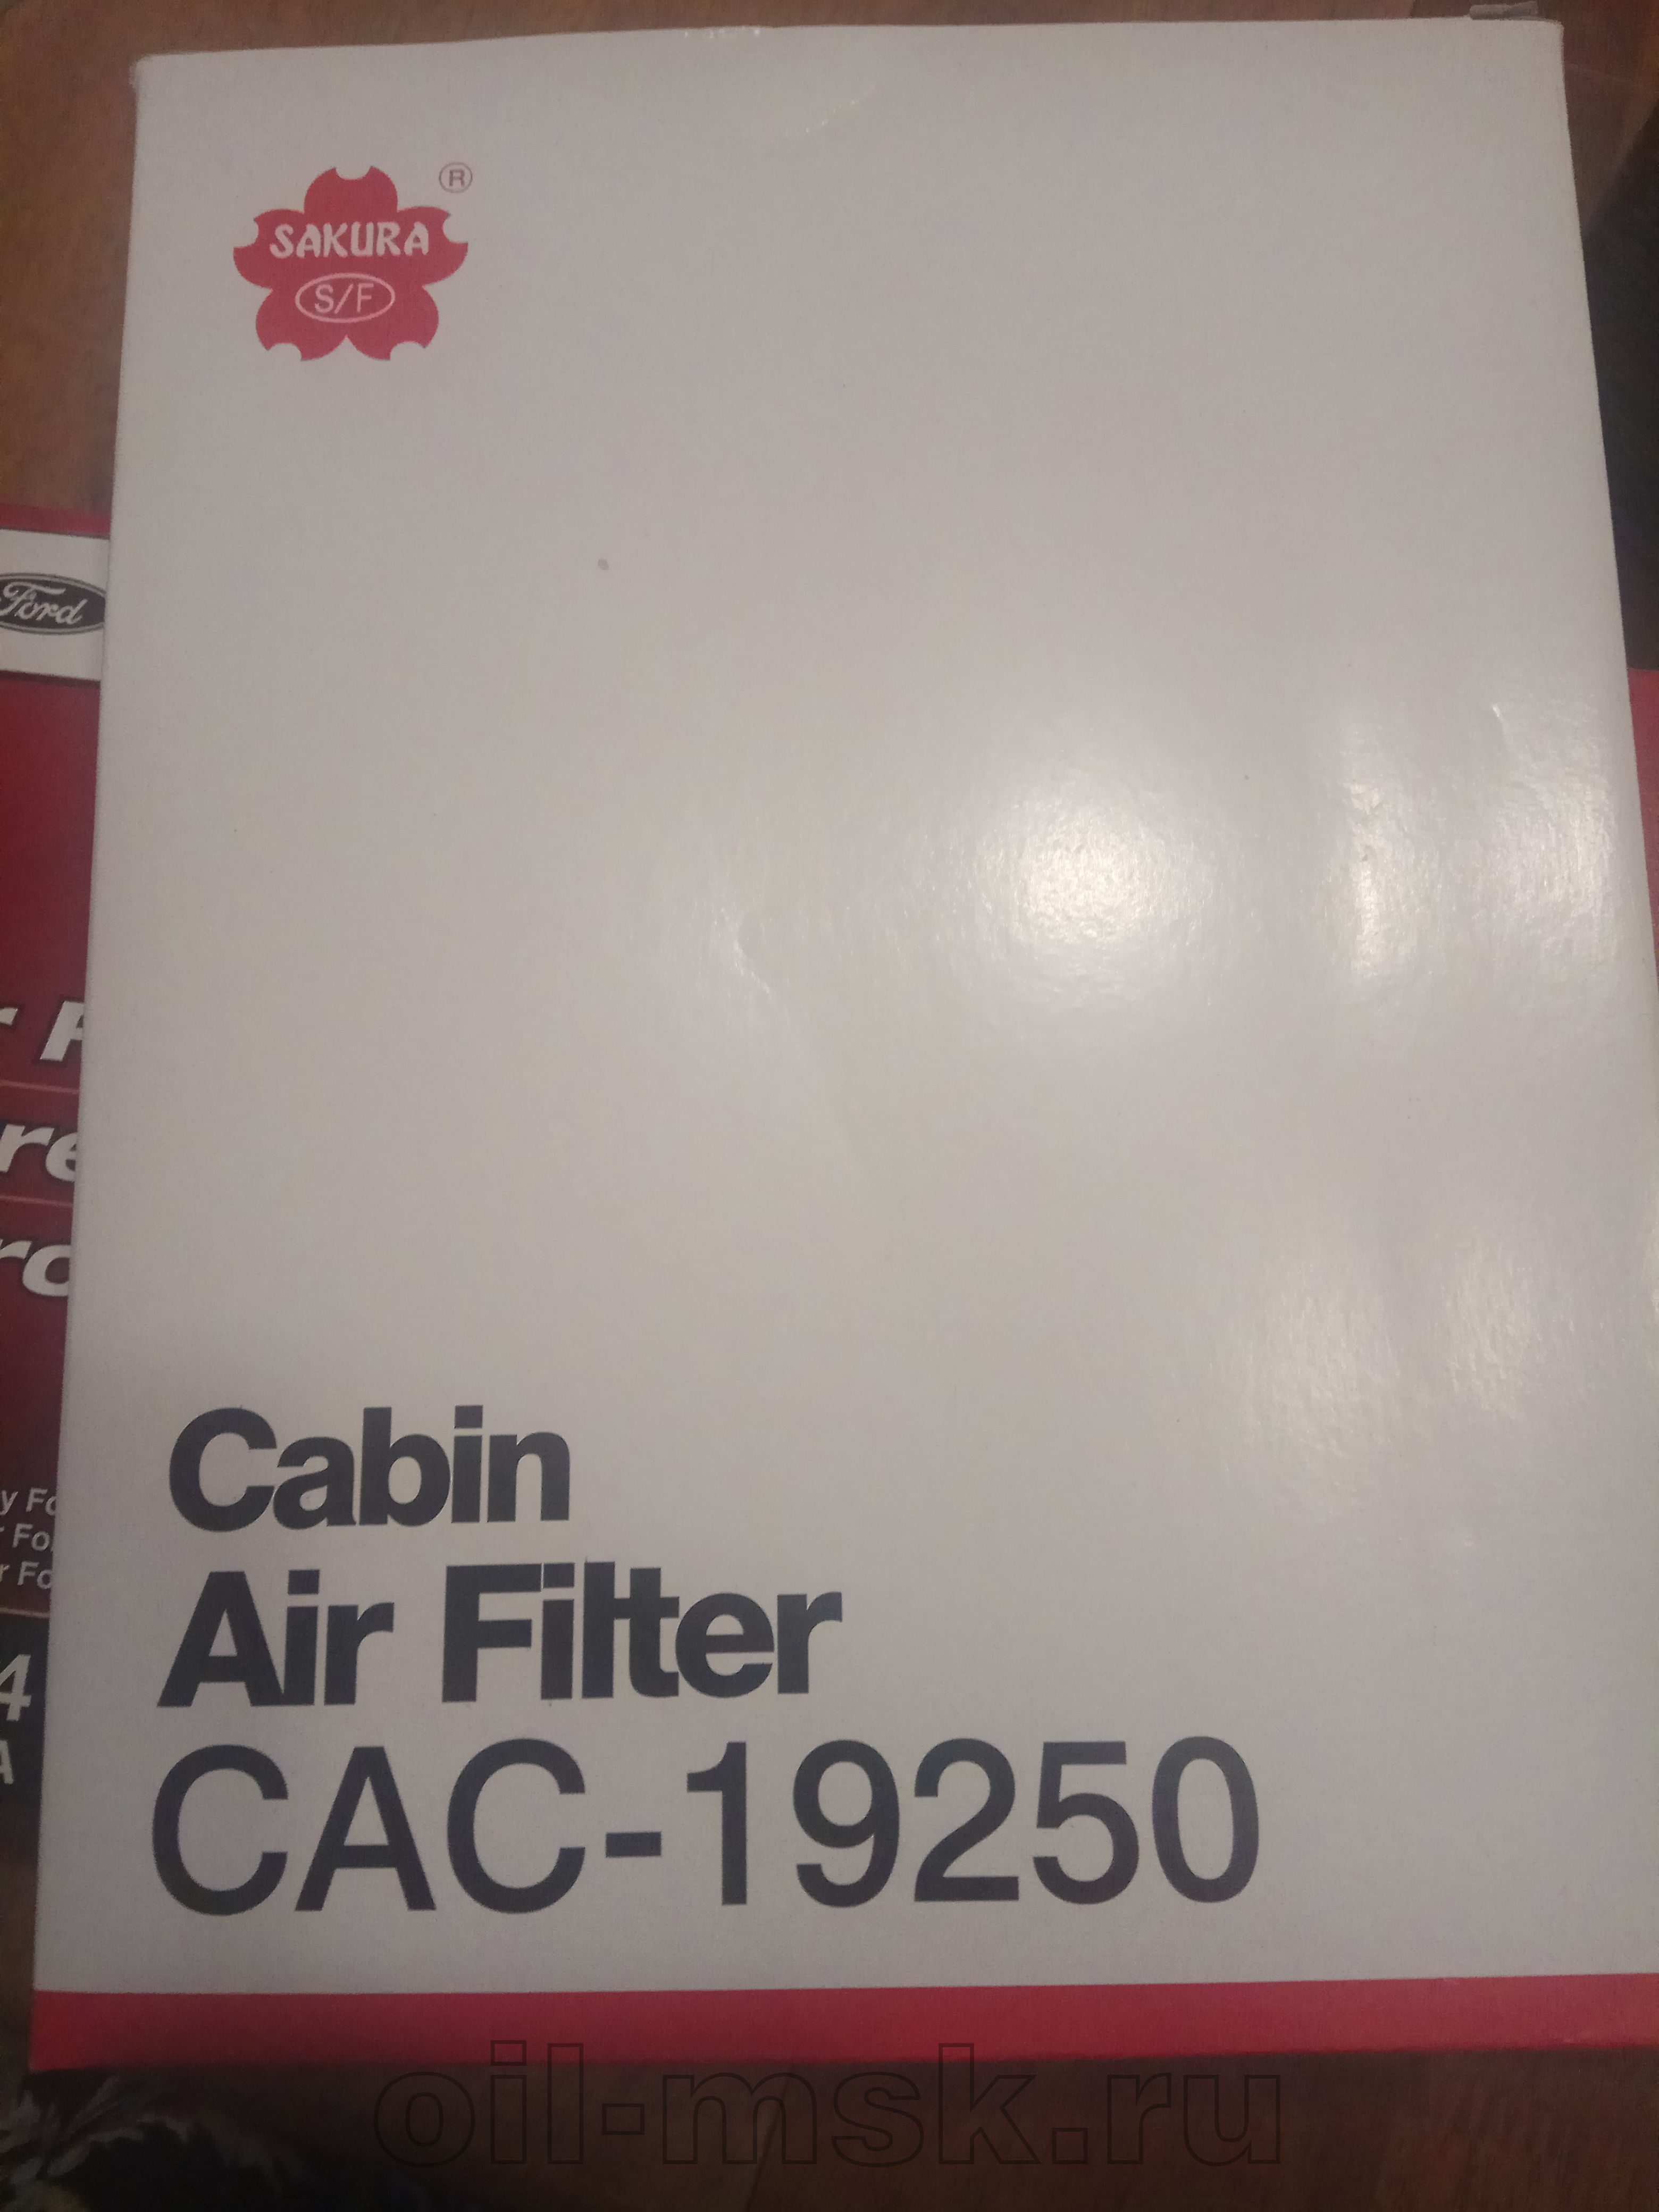 SAKURA
®
S/F
Ford
Cabin
Air Filter
CAC-19250
oil-msk.ru